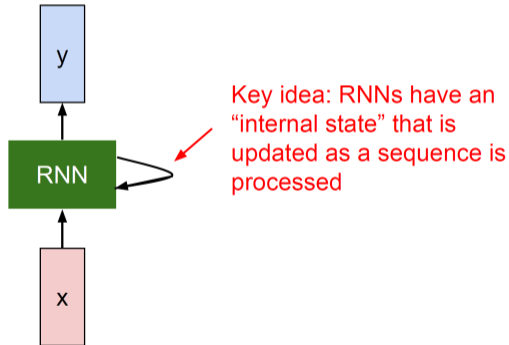 y
Key idea: RNNs have an
“internal state” that is
updated as a sequence is
processed
RNN
x